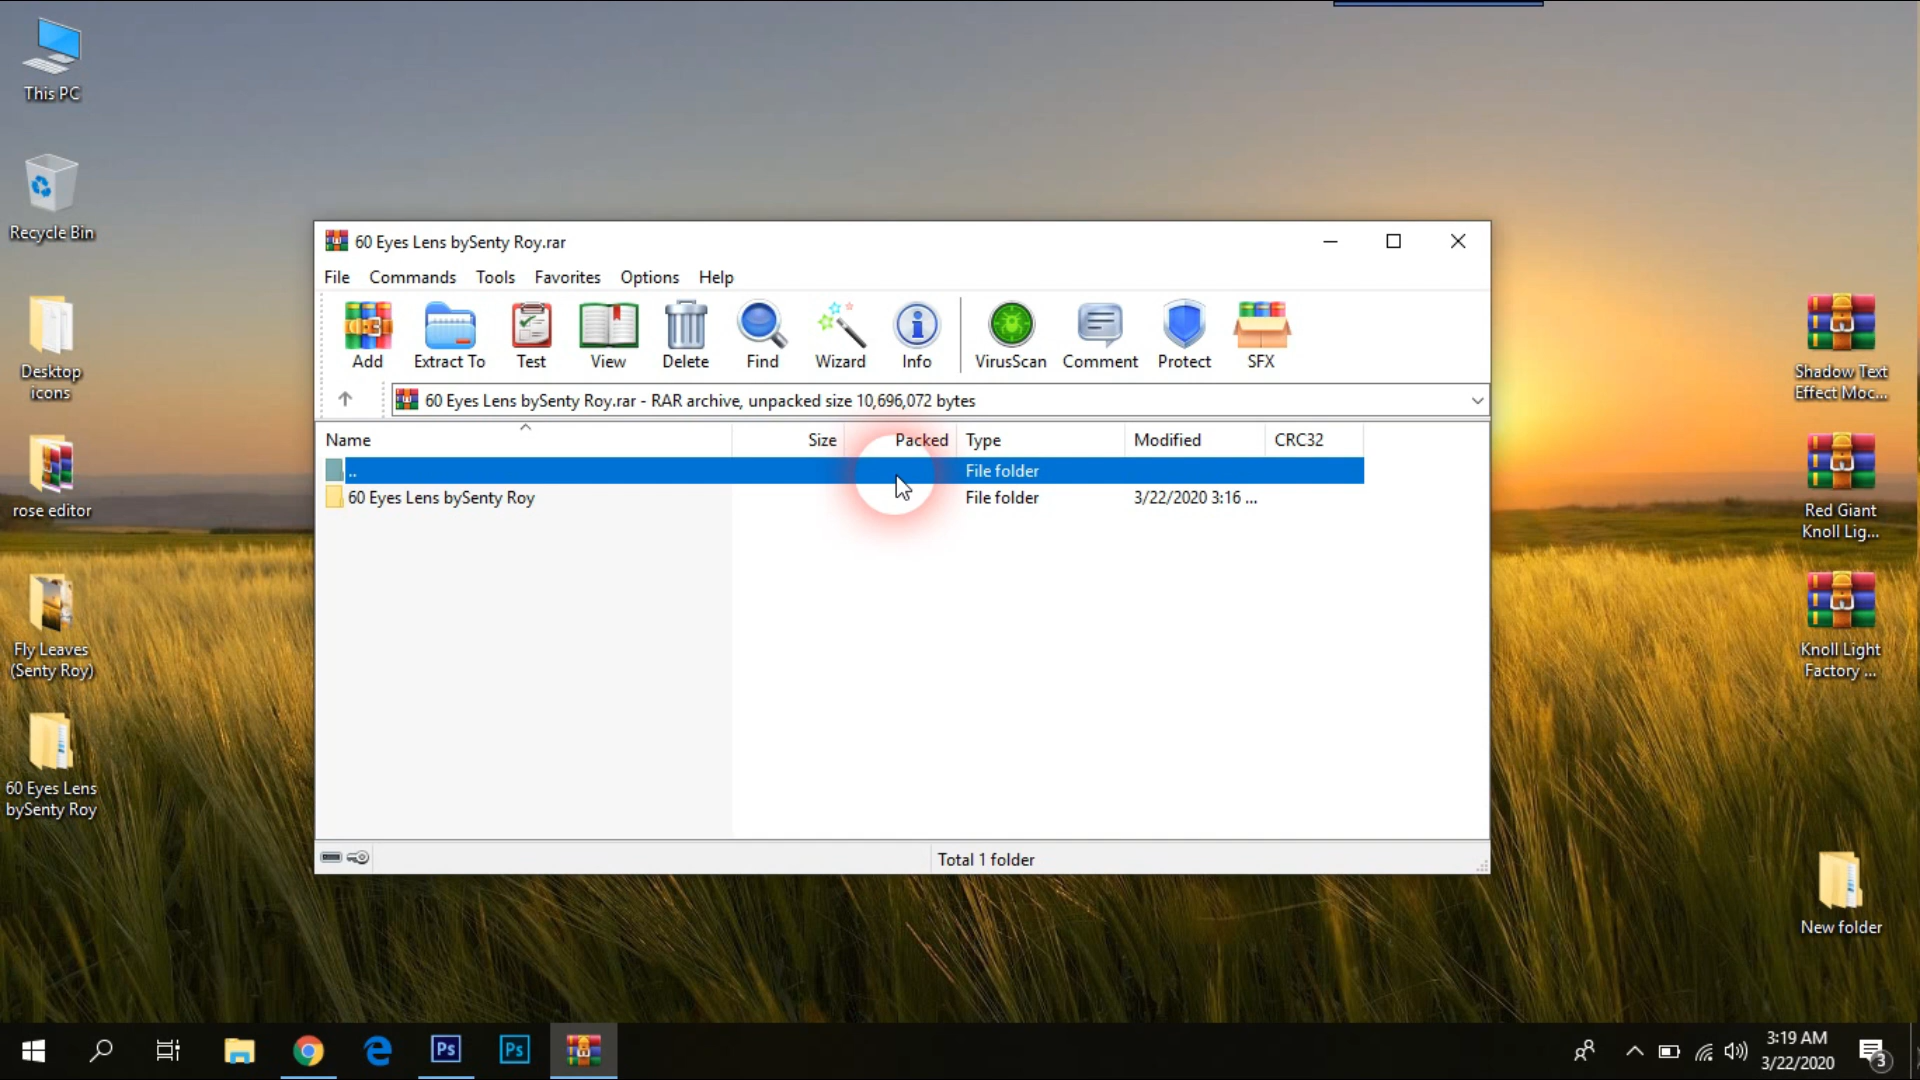 This PC
Recycle Bin
Desktop
icons
rose editor
Fly Leaves
(Senty Roy)
60 Eyes Lens
bySenty Roy
60 Eyes Lens bySenty Roy.rar
File Commands Tools Favorites Options Help
Add Extract To Test View Delete Find Wizard Info VirusScan Comment Protect SFX
60 Eyes Lens bySenty Roy.rar - RAR archive, unpacked size 10,696,072 bytes
Name Size Packed Type Modified CRC32
.. File folder
60 Eyes Lens bySenty Roy File folder 3/22/2020 3:16 ...
Total 1 folder
Shadow Text
Effect Moc...
Red Giant
Knoll Lig...
Knoll Light
Factory ...
New folder
Ps
Ps
3:19 AM
3/22/2020
3